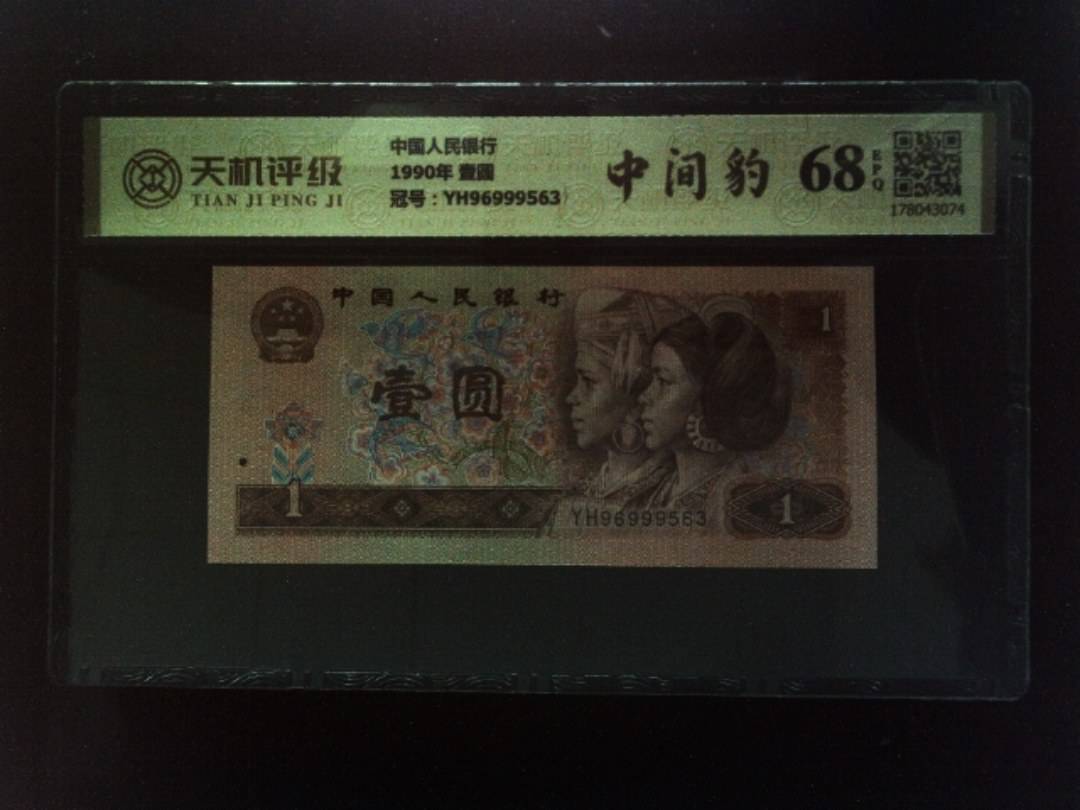 天机评级
TIAN JI PING JI
中国人民银行
1990年 壹圆
冠号：YH96999563
中间豹
68
EPQ
178043074
中国人民银行
1
壹圆
1
YH96999563
1